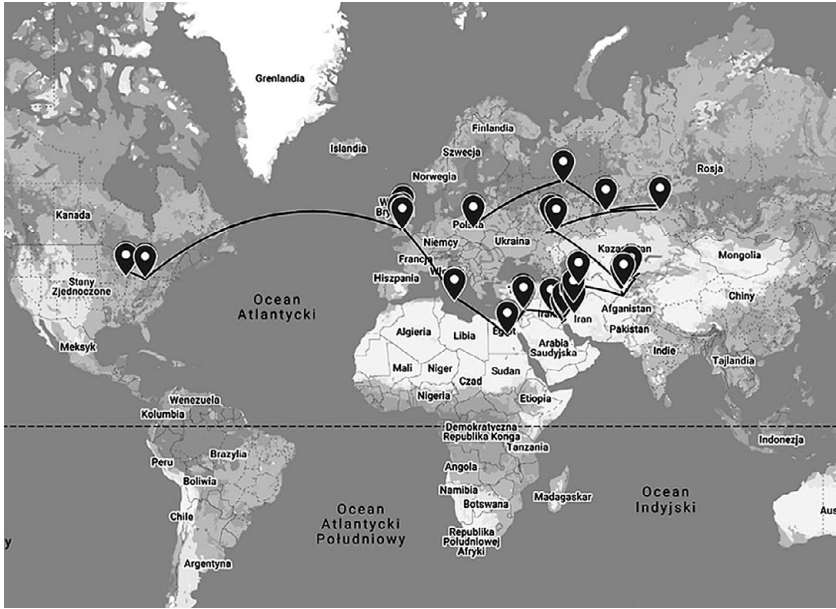 Grenlandia
Finlandia
Islandia
Szwecja
Norwegia
Rosja
Kanada
Polska
Niemcy
Ukraina
Kazachstan
Mongolia
Francja
Hiszpania
Stany
Zjednoczone
Ocean
Atlantycki
Chiny
Afganistan
Iran
Pakistan
Algieria
Libia
Egipt
Arabia
Saudyjska
Indie
Meksyk
Mali
Niger
Sudan
Tajlandia
Czad
Nigeria
Etiopia
Wenezuela
Kolumbia
Demokratyczna
Republika Konga
Indonezja
Tanzania
Peru
Brazylia
Angola
Boliwia
Namibia
Botswana
Madagaskar
Ocean
Indyjski
Chile
Ocean
Atlantycki
Południowy
Republika
Południowej
Afryki
Aus
y
Argentyna